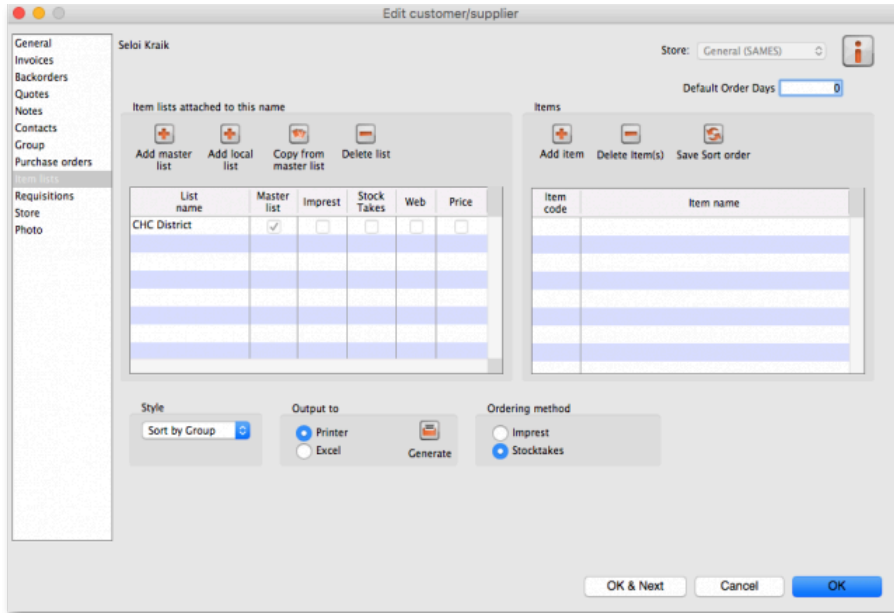 Edit customer/supplier
General
Invoices
Backorders
Quotes
Notes
Contacts
Group
Purchase orders
Item lists
Requisitions
Store
Photo
Seloi Kraik
Store: General (SAMES)
Default Order Days 0
Item lists attached to this name
Add master list
Add local list
Copy from master list
Delete list
List name Master list Imprest Stock Takes Web Price
CHC District
Items
Add item Delete Item(s) Save Sort order
Item code Item name
Style
Sort by Group
Output to
Printer
Excel
Generate
Ordering method
Imprest
Stocktakes
OK & Next Cancel OK